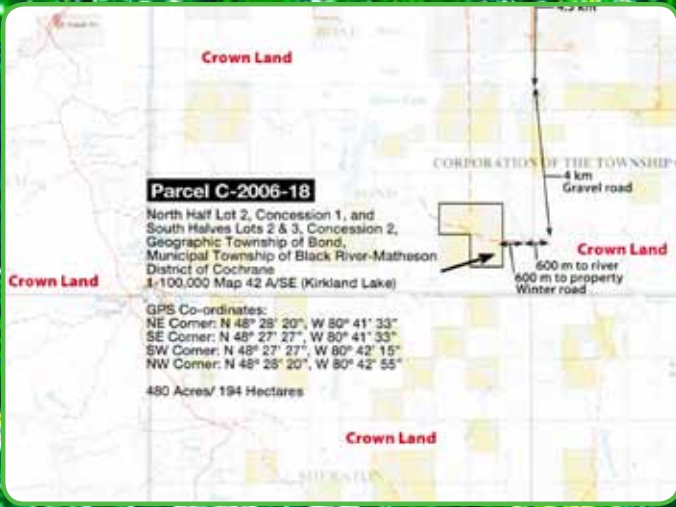 4.5 km
Crown Land
CORPORATION OF THE TOWNSHIP
4 km
Gravel road
Parcel C-2006-18
North Half Lot 2, Concession 1, and
South Halves Lots 2 & 3, Concession 2,
Geographic Township of Bond,
Municipal Township of Black River-Matheson
District of Cochrane
1-100,000 Map 42 A/SE (Kirkland Lake)
BOND
Crown Land
600 m to river
600 m to property
Winter road
Crown Land
GPS Co-ordinates:
NE Corner: N 48° 28' 20", W 80° 41' 33"
SE Corner: N 48° 27' 27", W 80° 41' 33"
SW Corner: N 48° 27' 27", W 80° 42' 15"
NW Corner: N 48° 28' 20", W 80° 42' 55"
480 Acres/ 194 Hectares
Crown Land
SHERATON